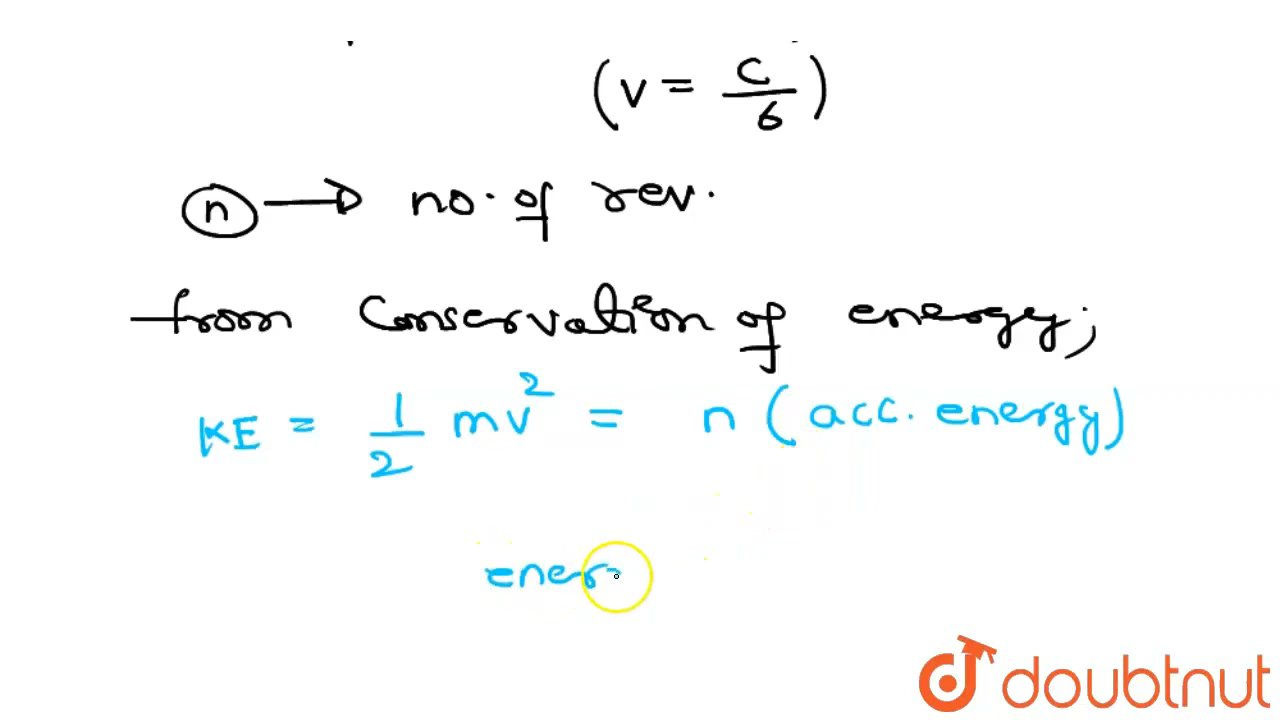 (v = c/6)
n → no. of rev.
from conservation of energy;
KE = 1/2 mv² = n (acc. energy)
ener
doubtnut